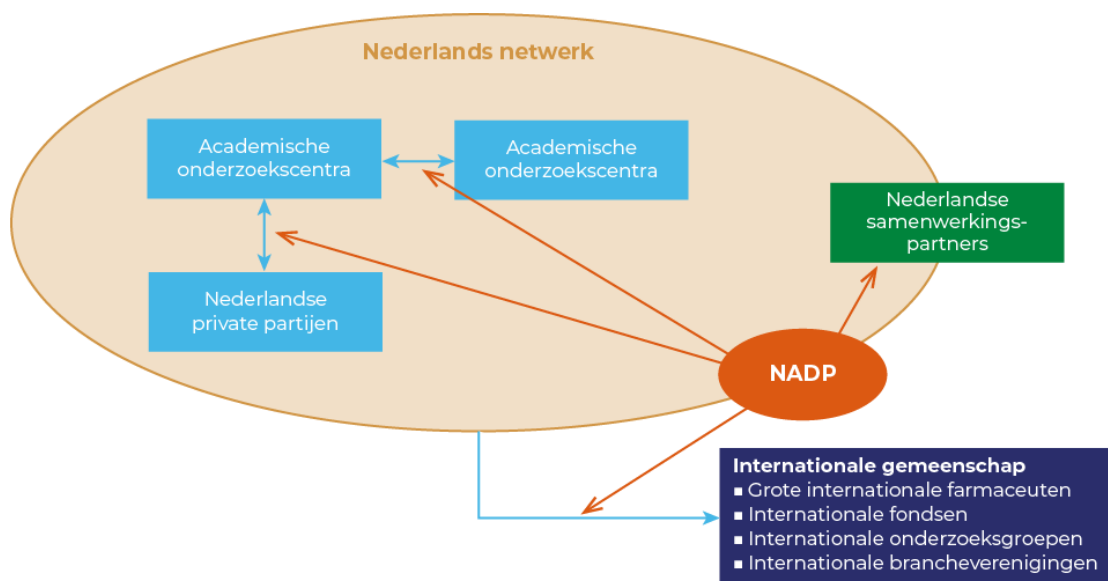 Nederlands netwerk
Academische
onderzoekscentra
Academische
onderzoekscentra
Nederlandse
samenwerkings-
partners
Nederlandse
private partijen
NADP
Internationale gemeenschap
▪ Grote internationale farmaceuten
▪ Internationale fondsen
▪ Internationale onderzoeksgroepen
▪ Internationale brancheverenigingen